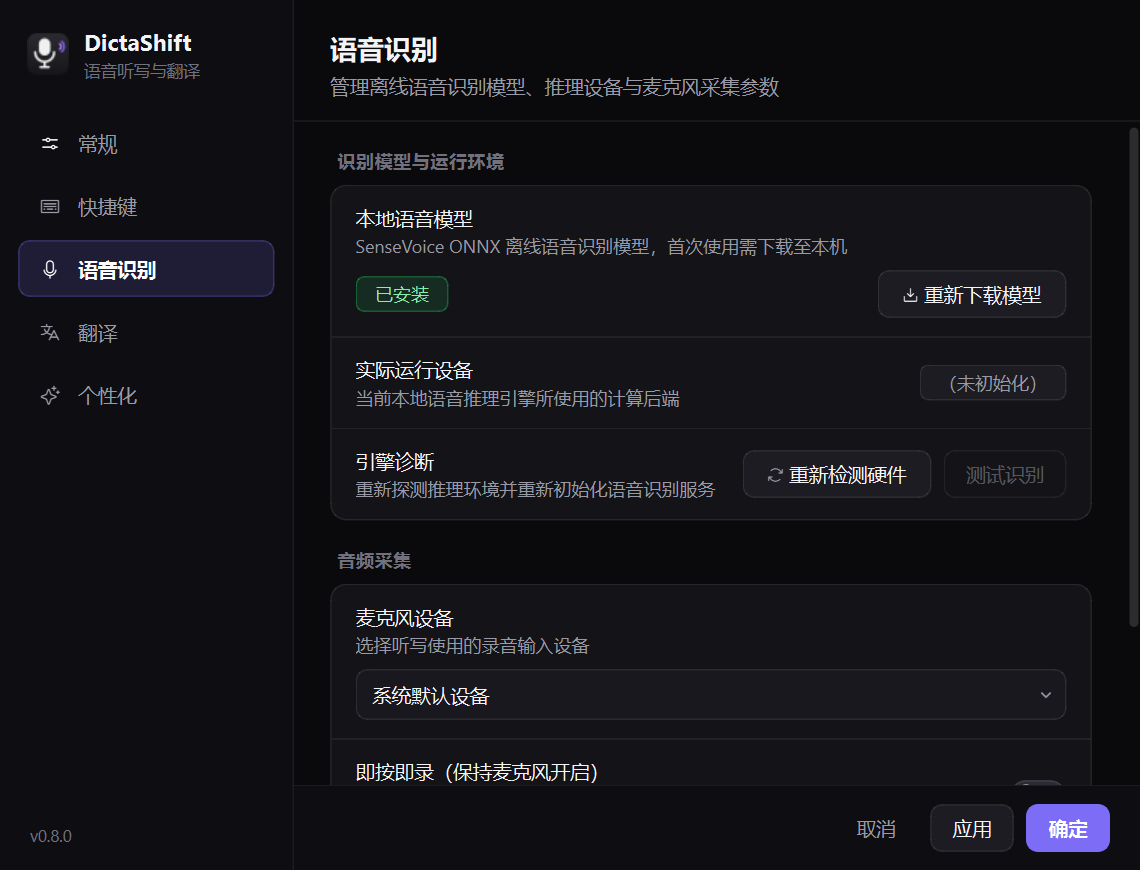 DictaShift
语音听写与翻译
常规
快捷键
语音识别
翻译
个性化
v0.8.0
语音识别
管理离线语音识别模型、推理设备与麦克风采集参数
识别模型与运行环境
本地语音模型
SenseVoice ONNX 离线语音识别模型，首次使用需下载至本机
已安装
重新下载模型
实际运行设备
当前本地语音推理引擎所使用的计算后端
（未初始化）
引擎诊断
重新探测推理环境并重新初始化语音识别服务
重新检测硬件
测试识别
音频采集
麦克风设备
选择听写使用的录音输入设备
系统默认设备
即按即录（保持麦克风开启）
取消
应用
确定